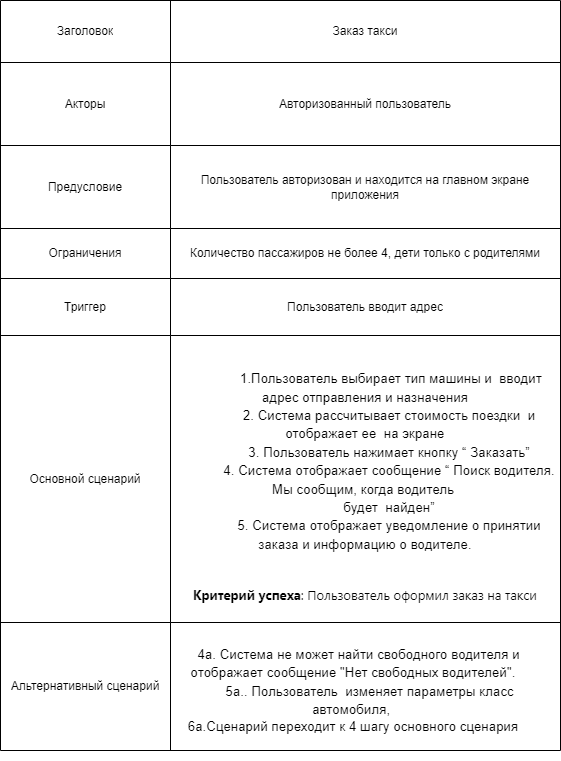 Заголовок
Заказ такси
Акторы
Авторизованный пользователь
Предусловие
Пользователь авторизован и находится на главном экране
приложения
Ограничения
Количество пассажиров не более 4, дети только с родителями
Триггер
Пользователь вводит адрес
Основной сценарий
1.Пользователь выбирает тип машины и вводит
адрес отправления и назначения
2. Система рассчитывает стоимость поездки и
отображает ее на экране
3. Пользователь нажимает кнопку “ Заказать”
4. Система отображает сообщение “ Поиск водителя.
Мы сообщим, когда водитель
будет найден”
5. Система отображает уведомление о принятии
заказа и информацию о водителе.
Критерий успеха: Пользователь оформил заказ на такси
Альтернативный сценарий
4а. Система не может найти свободного водителя и
отображает сообщение "Нет свободных водителей".
5а.. Пользователь изменяет параметры класс
автомобиля,
6а.Сценарий переходит к 4 шагу основного сценария